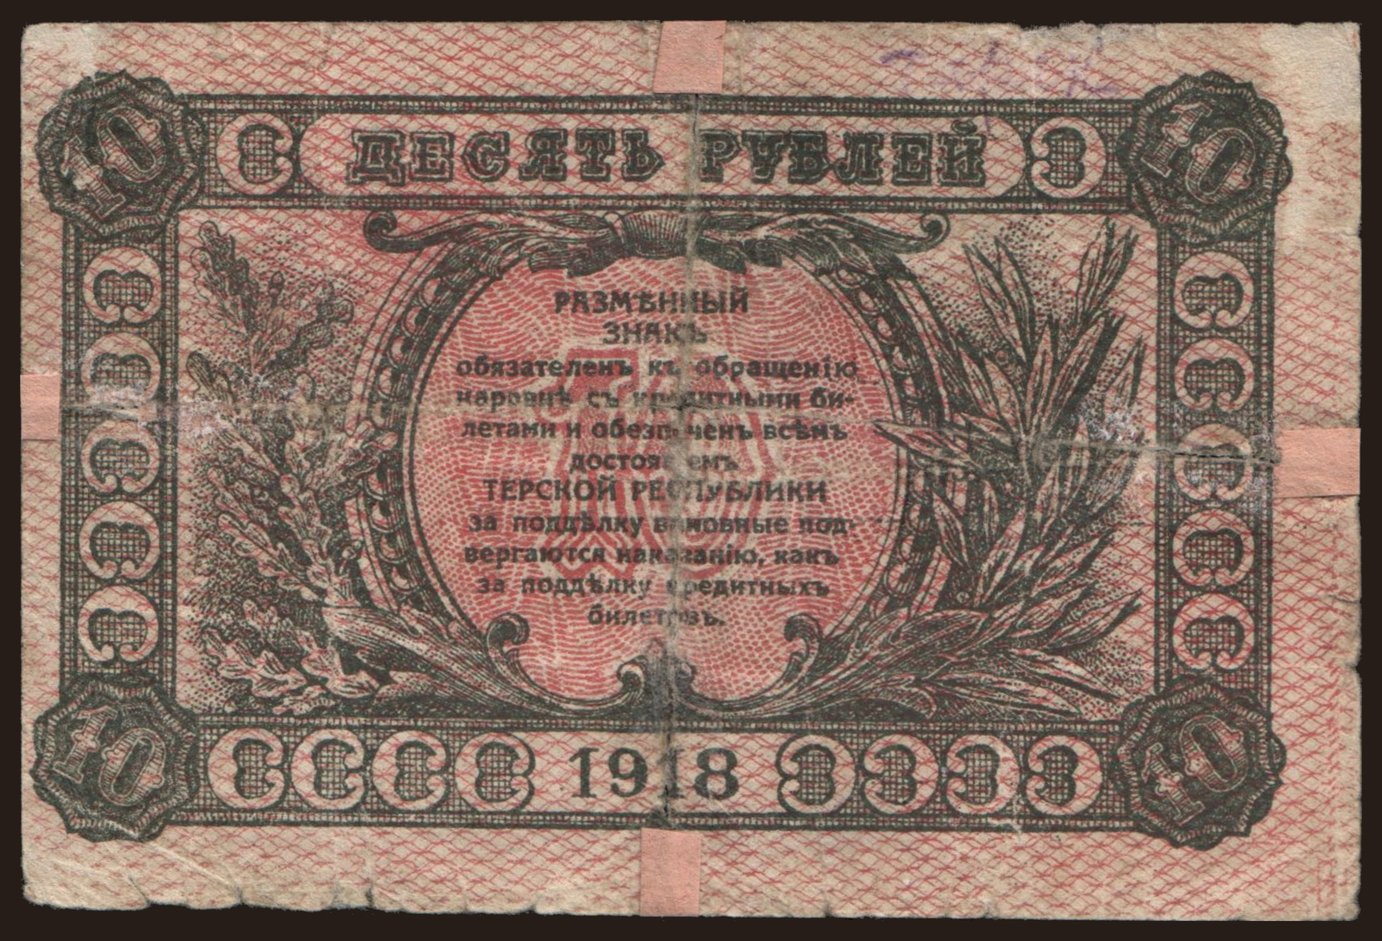 10 ДЕСЯТЬ РУБЛЕЙ 10
РАЗМѢННЫЙ
ЗНАКЪ
обязателенъ къ обращенію
наровнѣ съ кредитными би-
летами и обезпеченъ всѣмъ
достояніемъ
ТЕРСКОЙ РЕСПУБЛИКИ
за поддѣлку виновные под-
вергаются наказанію, какъ
за поддѣлку кредитныхъ
билетовъ.
10 1918 10